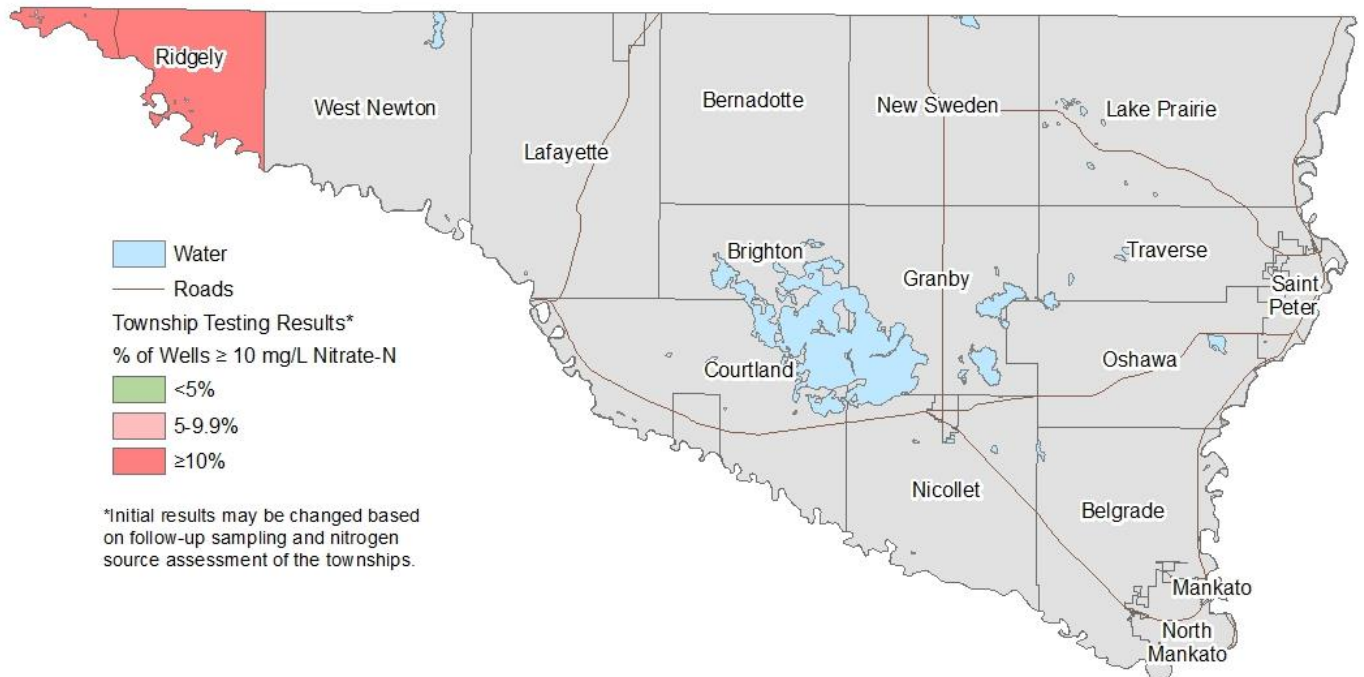 Ridgely
West Newton
Lafayette
Bernadotte
New Sweden
Lake Prairie
Brighton
Granby
Traverse
Saint
Peter
Courtland
Oshawa
Nicollet
Belgrade
Mankato
North
Mankato
Water
Roads
Township Testing Results*
% of Wells ≥ 10 mg/L Nitrate-N
<5%
5-9.9%
≥10%
*Initial results may be changed based
on follow-up sampling and nitrogen
source assessment of the townships.